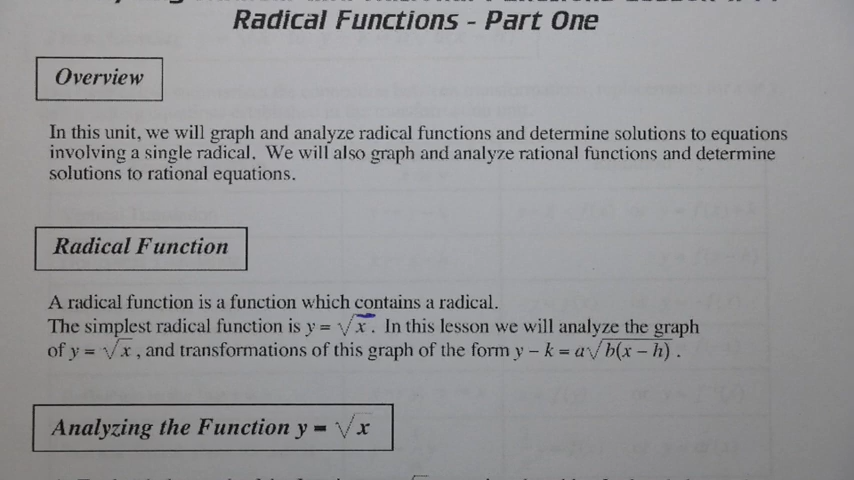 Radical Functions - Part One
Overview
In this unit, we will graph and analyze radical functions and determine solutions to equations
involving a single radical. We will also graph and analyze rational functions and determine
solutions to rational equations.
Radical Function
A radical function is a function which contains a radical.
The simplest radical function is y = √x. In this lesson we will analyze the graph
of y = √x, and transformations of this graph of the form y − k = a√b(x − h).
Analyzing the Function y = √x